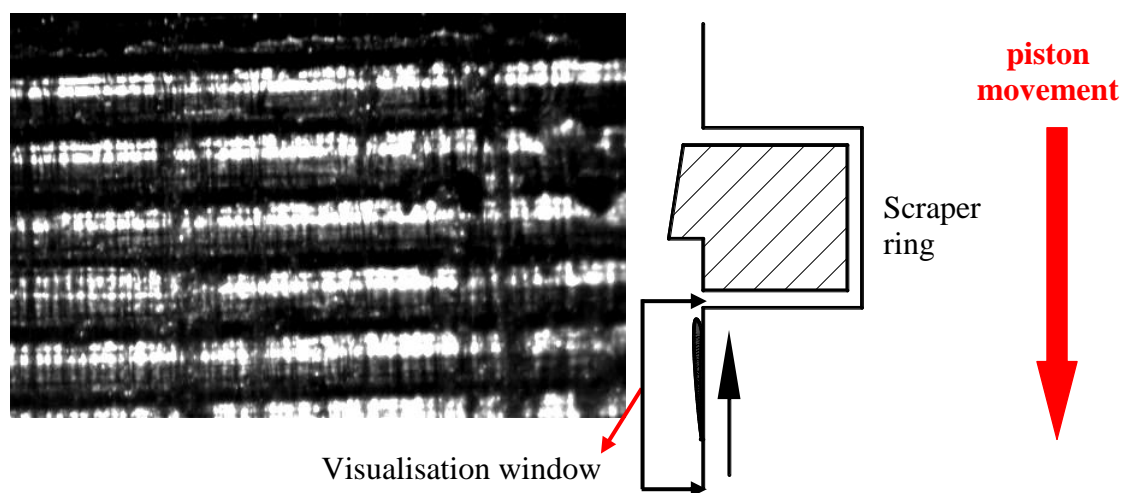 piston
movement
Scraper
ring
Visualisation window